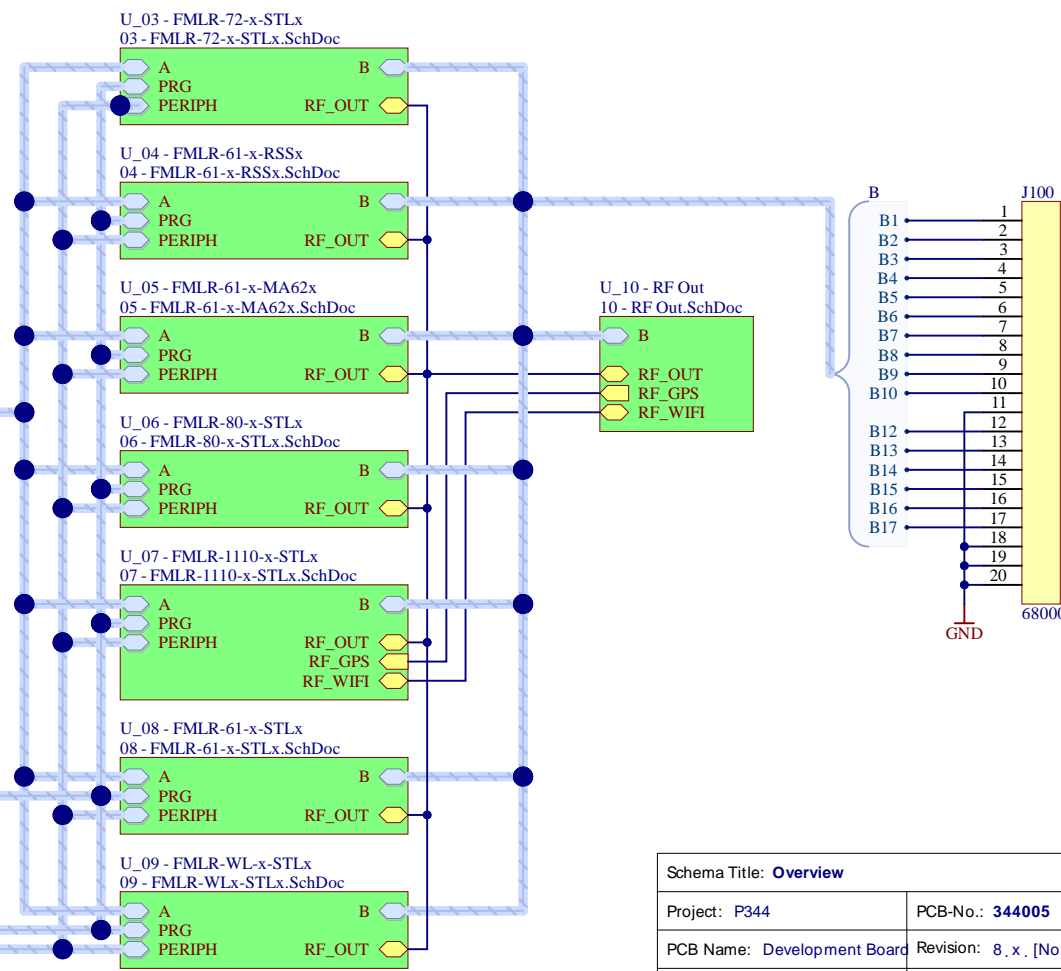 U_03 - FMLR-72-x-STLx
03 - FMLR-72-x-STLx.SchDoc
A B
PRG
PERIPH RF_OUT
U_04 - FMLR-61-x-RSSx
04 - FMLR-61-x-RSSx.SchDoc
A B
PRG
PERIPH RF_OUT
U_05 - FMLR-61-x-MA62x
05 - FMLR-61-x-MA62x.SchDoc
A B
PRG
PERIPH RF_OUT
U_06 - FMLR-80-x-STLx
06 - FMLR-80-x-STLx.SchDoc
A B
PRG
PERIPH RF_OUT
U_07 - FMLR-1110-x-STLx
07 - FMLR-1110-x-STLx.SchDoc
A B
PRG
PERIPH RF_OUT
RF_GPS
RF_WIFI
U_08 - FMLR-61-x-STLx
08 - FMLR-61-x-STLx.SchDoc
A B
PRG
PERIPH RF_OUT
U_09 - FMLR-WL-x-STLx
09 - FMLR-WLx-STLx.SchDoc
A B
PRG
PERIPH RF_OUT
U_10 - RF Out
10 - RF Out.SchDoc
B
RF_OUT
RF_GPS
RF_WIFI
B J100
B1 1
B2 2
B3 3
B4 4
B5 5
B6 6
B7 7
B8 8
B9 9
B10 10
11
B12 12
B13 13
B14 14
B15 15
B16 16
B17 17
18
19
20
68000
GND
Schema Title: Overview
Project: P344 PCB-No.: 344005
PCB Name: Development Board Revision: 8.x. [No